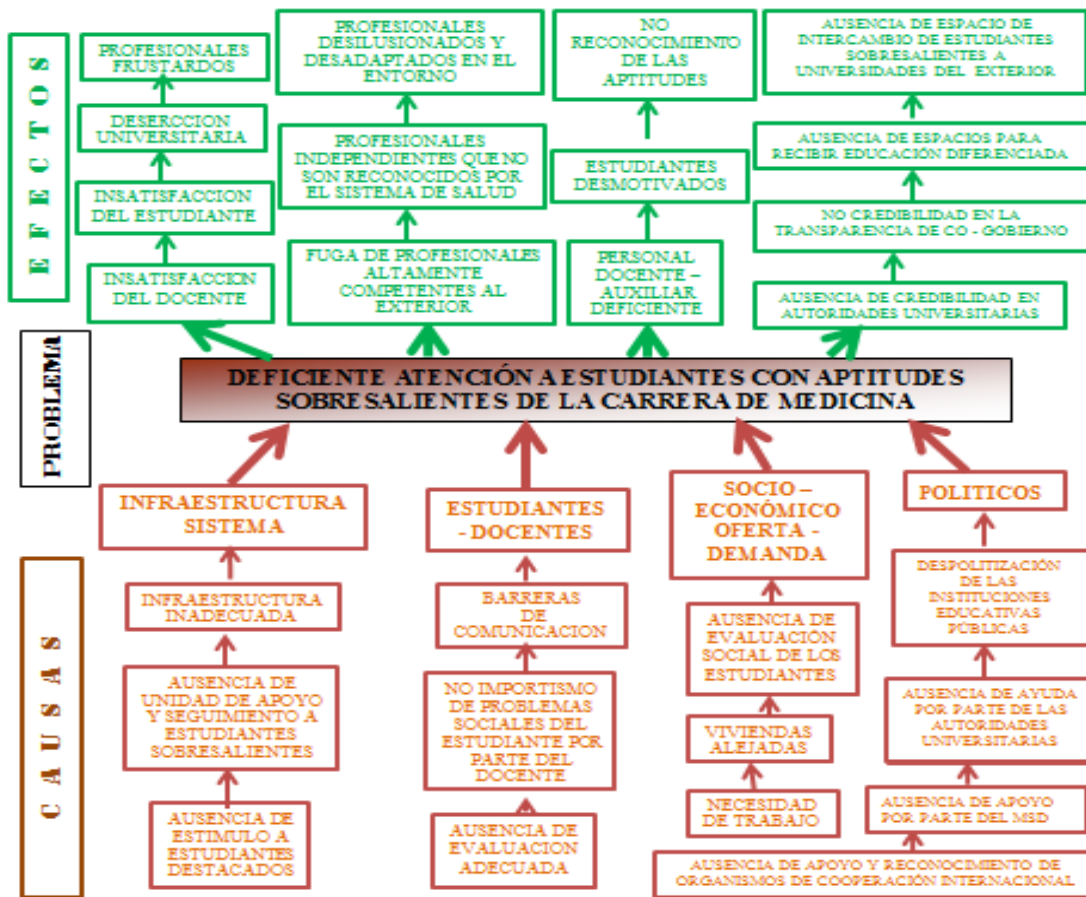 EFECTOS
PROFESIONALES
FRUSTARDOS
DESERCCION
UNIVERSITARIA
INSATISFACCION
DEL ESTUDIANTE
INSATISFACCION
DEL DOCENTE
PROFESIONALES
DESILUSIONADOS Y
DESADAPTADOS EN EL
ENTORNO
PROFESIONALES
INDEPENDIENTES QUE NO
SON RECONOCIDOS POR
EL SISTEMA DE SALUD
FUGA DE PROFESIONALES
ALTAMENTE
COMPETENTES AL
EXTERIOR
NO
RECONOCIMIENTO
DE LAS
APTITUDES
ESTUDIANTES
DESMOTIVADOS
PERSONAL
DOCENTE –
AUXILIAR
DEFICIENTE
AUSENCIA DE ESPACIO DE
INTERCAMBIO DE ESTUDIANTES
SOBRESALIENTES A
UNIVERSIDADES DEL EXTERIOR
AUSENCIA DE ESPACIOS PARA
RECIBIR EDUCACIÓN DIFERENCIADA
NO CREDIBILIDAD EN LA
TRANSPARENCIA DE CO - GOBIERNO
AUSENCIA DE CREDIBILIDAD EN
AUTORIDADES UNIVERSITARIAS
PROBLEMA
DEFICIENTE ATENCIÓN A ESTUDIANTES CON APTITUDES
SOBRESALIENTES DE LA CARRERA DE MEDICINA
CAUSAS
INFRAESTRUCTURA
SISTEMA
INFRAESTRUCTURA
INADECUADA
AUSENCIA DE
UNIDAD DE APOYO
Y SEGUIMIENTO A
ESTUDIANTES
SOBRESALIENTES
AUSENCIA DE
ESTIMULO A
ESTUDIANTES
DESTACADOS
ESTUDIANTES
- DOCENTES
BARRERAS
DE
COMUNICACION
NO IMPORTISMO
DE PROBLEMAS
SOCIALES DEL
ESTUDIANTE POR
PARTE DEL
DOCENTE
AUSENCIA DE
EVALUACION
ADECUADA
SOCIO –
ECONÓMICO
OFERTA -
DEMANDA
AUSENCIA DE
EVALUACIÓN
SOCIAL DE LOS
ESTUDIANTES
VIVIENDAS
ALEJADAS
NECESIDAD
DE TRABAJO
POLITICOS
DESPOLITIZACIÓN
DE LAS
INSTITUCIONES
EDUCATIVAS
PÚBLICAS
AUSENCIA DE AYUDA
POR PARTE DE LAS
AUTORIDADES
UNIVERSITARIAS
AUSENCIA DE APOYO
POR PARTE DEL MSD
AUSENCIA DE APOYO Y RECONOCIMIENTO DE
ORGANISMOS DE COOPERACIÓN INTERNACIONAL